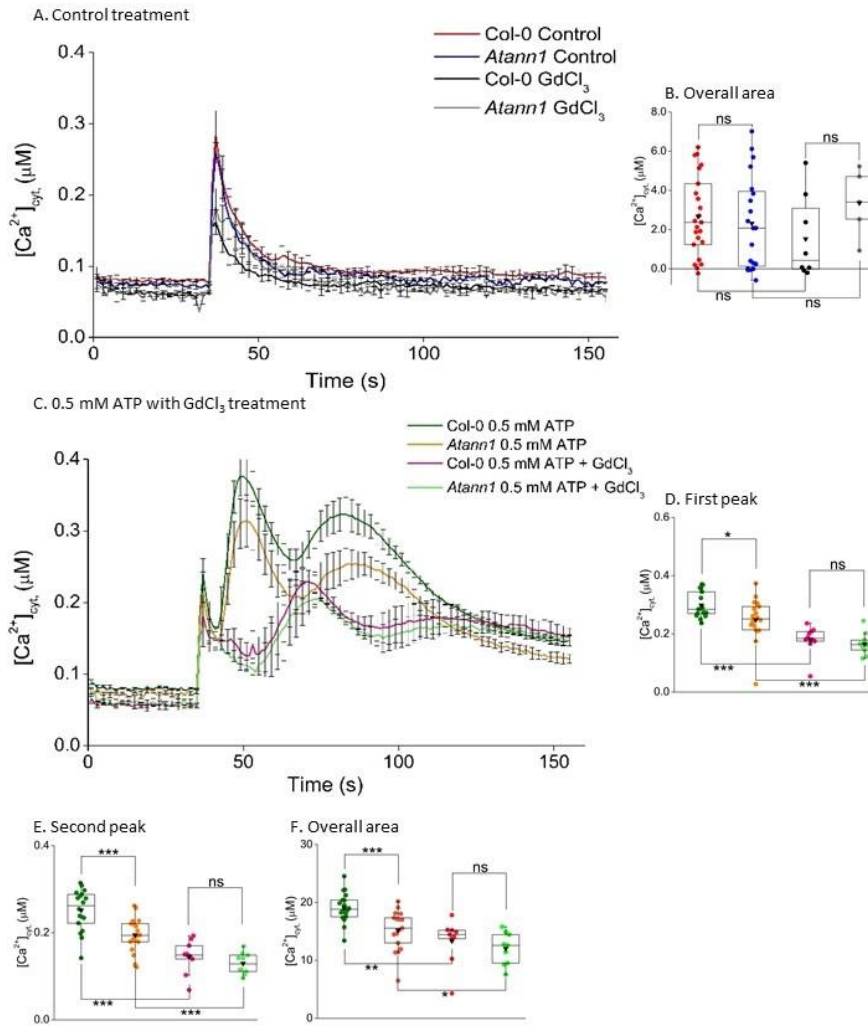 A. Control treatment
Col-0 Control
Atann1 Control
Col-0 GdCl₃
Atann1 GdCl₃
0.4
0.3
0.2
0.1
0.0
[Ca²⁺]cyt, (μM)
0
50
100
150
Time (s)
B. Overall area
8.0
6.0
4.0
2.0
0.0
[Ca²⁺]cyt, (μM)
ns
ns
ns
ns
C. 0.5 mM ATP with GdCl₃ treatment
Col-0 0.5 mM ATP
Atann1 0.5 mM ATP
Col-0 0.5 mM ATP + GdCl₃
Atann1 0.5 mM ATP + GdCl₃
0.4
0.3
0.2
0.1
0.0
[Ca²⁺]cyt, (μM)
0
50
100
150
Time (s)
D. First peak
0.6
0.4
0.2
0.0
[Ca²⁺]cyt, (μM)
*
ns
***
***
E. Second peak
0.4
0.2
0.0
[Ca²⁺]cyt, (μM)
***
ns
***
***
F. Overall area
30
20
10
0
[Ca²⁺]cyt, (μM)
***
ns
**
*